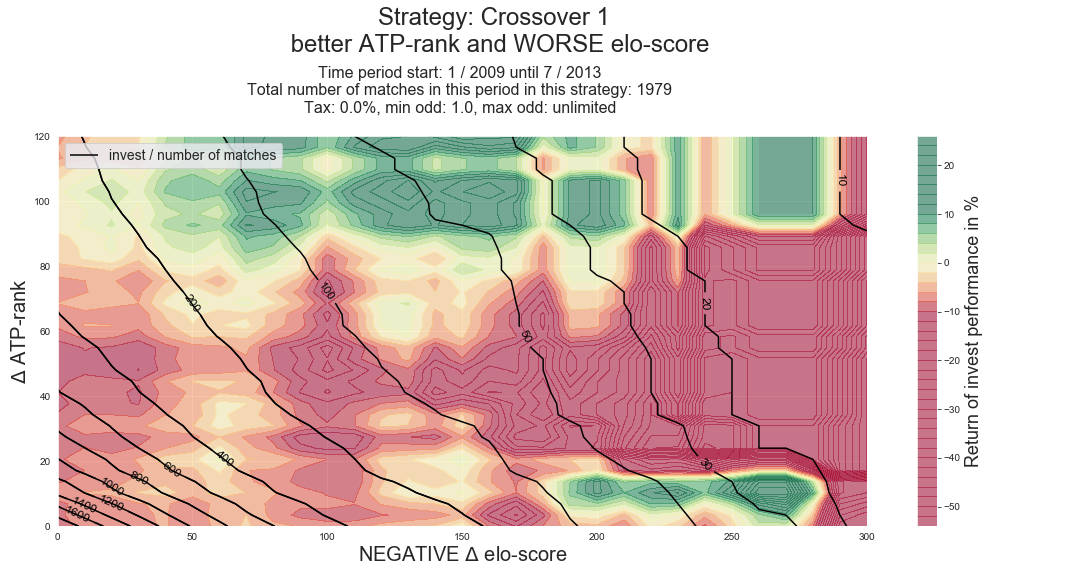 Strategy: Crossover 1
better ATP-rank and WORSE elo-score
Time period start: 1 / 2009 until 7 / 2013
Total number of matches in this period in this strategy: 1979
Tax: 0.0%, min odd: 1.0, max odd: unlimited
invest / number of matches
Δ ATP-rank
120
100
80
60
40
20
0
0 50 100 150 200 250 300
NEGATIVE Δ elo-score
200
100
50
20
10
30
400
600
800
1000
1200
1400
1600
20
10
0
−10
−20
−30
−40
−50
Return of invest performance in %